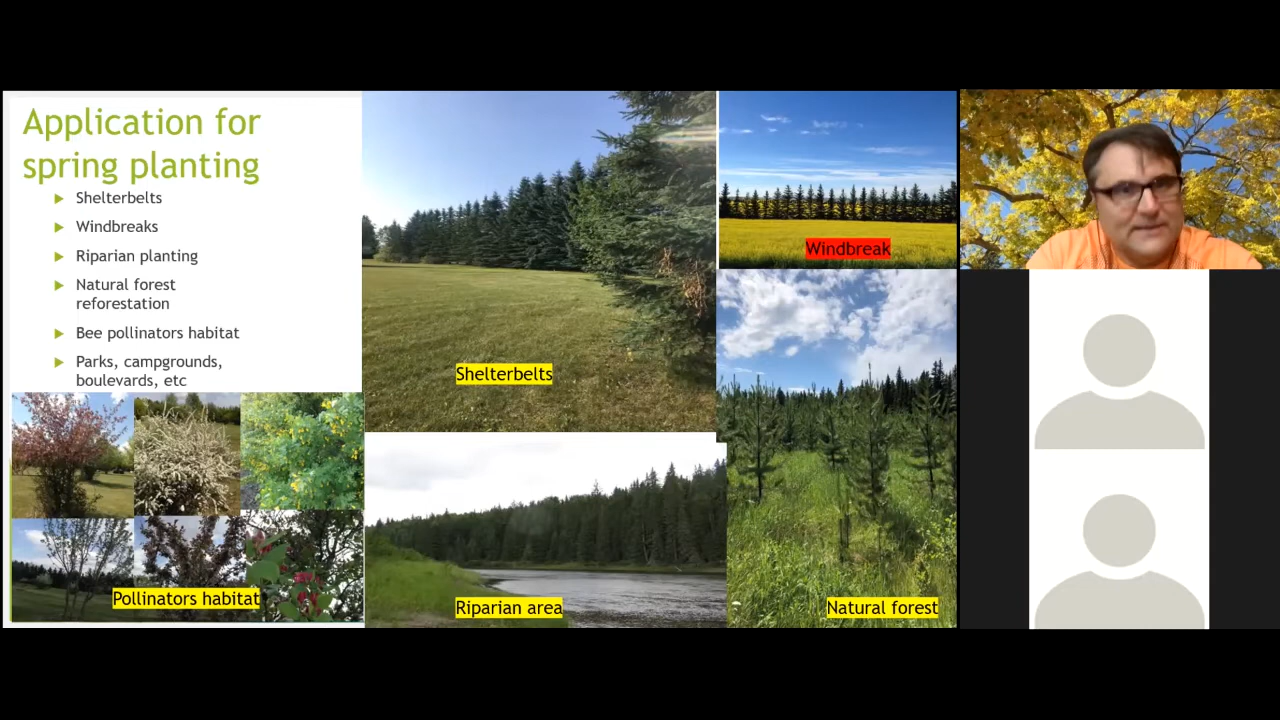 Application for
spring planting
Shelterbelts
Windbreaks
Riparian planting
Natural forest
reforestation
Bee pollinators habitat
Parks, campgrounds,
boulevards, etc
Pollinators habitat
Shelterbelts
Riparian area
Windbreak
Natural forest